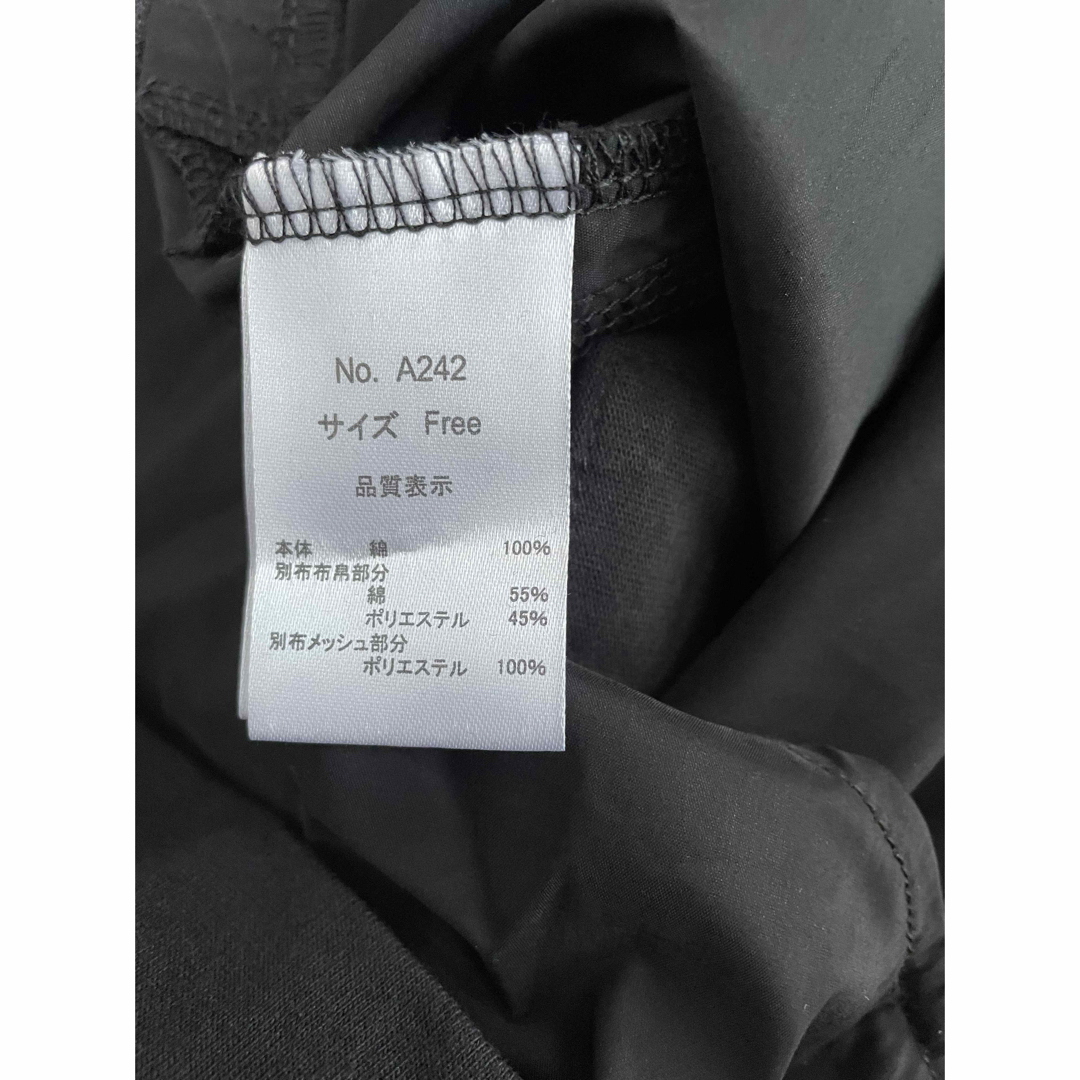 No. A242
サイズ Free
品質表示
本体 綿 100%
別布布帛部分
綿 55%
ポリエステル 45%
別布メッシュ部分
ポリエステル 100%